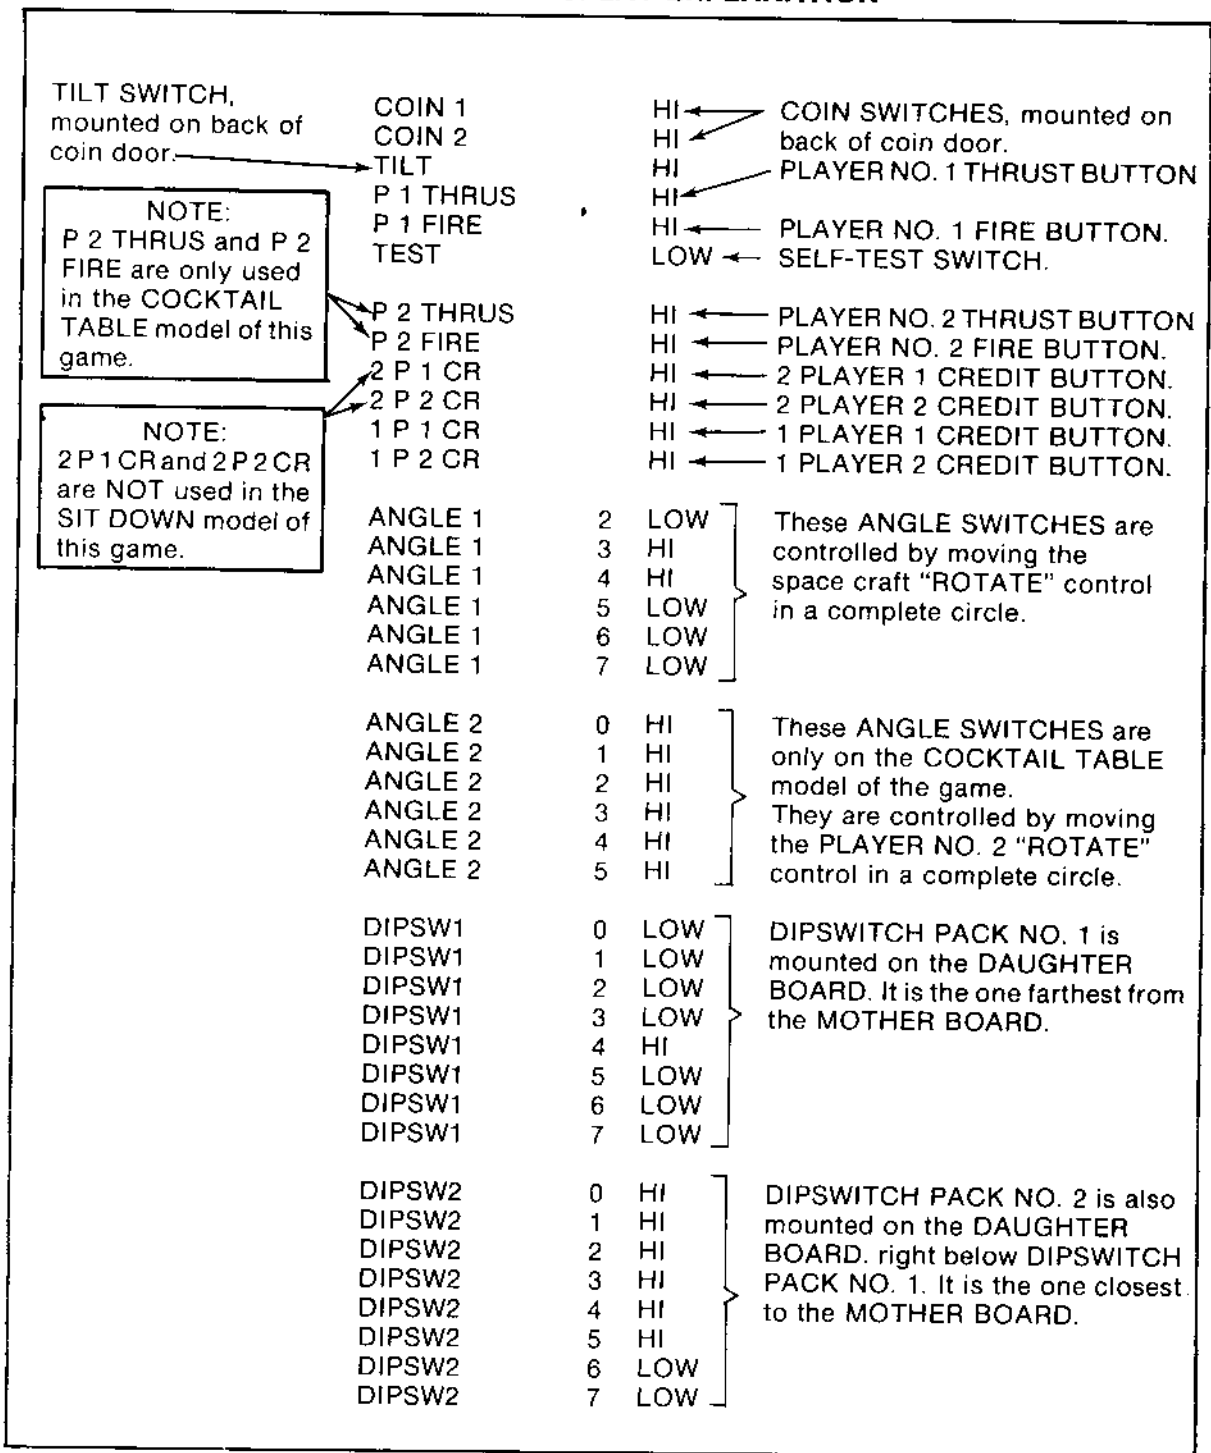 TILT SWITCH,
mounted on back of
coin door.
NOTE:
P 2 THRUS and P 2
FIRE are only used
in the COCKTAIL
TABLE model of this
game.
NOTE:
2 P 1 CR and 2 P 2 CR
are NOT used in the
SIT DOWN model of
this game.
COIN 1 HI
COIN 2 HI
TILT HI
P 1 THRUS HI
P 1 FIRE HI
TEST LOW
COIN SWITCHES, mounted on
back of coin door.
PLAYER NO. 1 THRUST BUTTON
PLAYER NO. 1 FIRE BUTTON.
SELF-TEST SWITCH.
P 2 THRUS HI PLAYER NO. 2 THRUST BUTTON
P 2 FIRE HI PLAYER NO. 2 FIRE BUTTON.
2 P 1 CR HI 2 PLAYER 1 CREDIT BUTTON.
2 P 2 CR HI 2 PLAYER 2 CREDIT BUTTON.
1 P 1 CR HI 1 PLAYER 1 CREDIT BUTTON.
1 P 2 CR HI 1 PLAYER 2 CREDIT BUTTON.
ANGLE 1 2 LOW
ANGLE 1 3 HI
ANGLE 1 4 HI
ANGLE 1 5 LOW
ANGLE 1 6 LOW
ANGLE 1 7 LOW
These ANGLE SWITCHES are
controlled by moving the
space craft "ROTATE" control
in a complete circle.
ANGLE 2 0 HI
ANGLE 2 1 HI
ANGLE 2 2 HI
ANGLE 2 3 HI
ANGLE 2 4 HI
ANGLE 2 5 HI
These ANGLE SWITCHES are
only on the COCKTAIL TABLE
model of the game.
They are controlled by moving
the PLAYER NO. 2 "ROTATE"
control in a complete circle.
DIPSW1 0 LOW
DIPSW1 1 LOW
DIPSW1 2 LOW
DIPSW1 3 LOW
DIPSW1 4 HI
DIPSW1 5 LOW
DIPSW1 6 LOW
DIPSW1 7 LOW
DIPSWITCH PACK NO. 1 is
mounted on the DAUGHTER
BOARD. It is the one farthest from
the MOTHER BOARD.
DIPSW2 0 HI
DIPSW2 1 HI
DIPSW2 2 HI
DIPSW2 3 HI
DIPSW2 4 HI
DIPSW2 5 HI
DIPSW2 6 LOW
DIPSW2 7 LOW
DIPSWITCH PACK NO. 2 is also
mounted on the DAUGHTER
BOARD. right below DIPSWITCH
PACK NO. 1. It is the one closest
to the MOTHER BOARD.